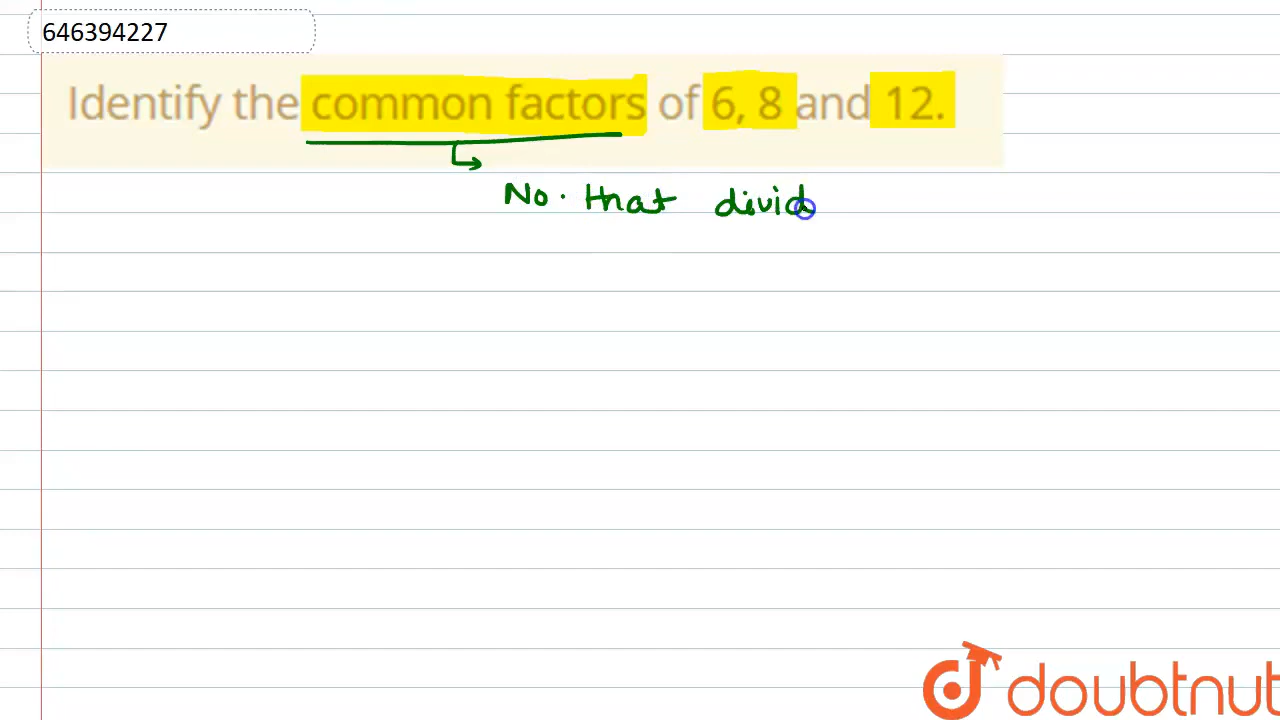 646394227
Identify the common factors of 6, 8 and 12.
No. that divid
doubtnut